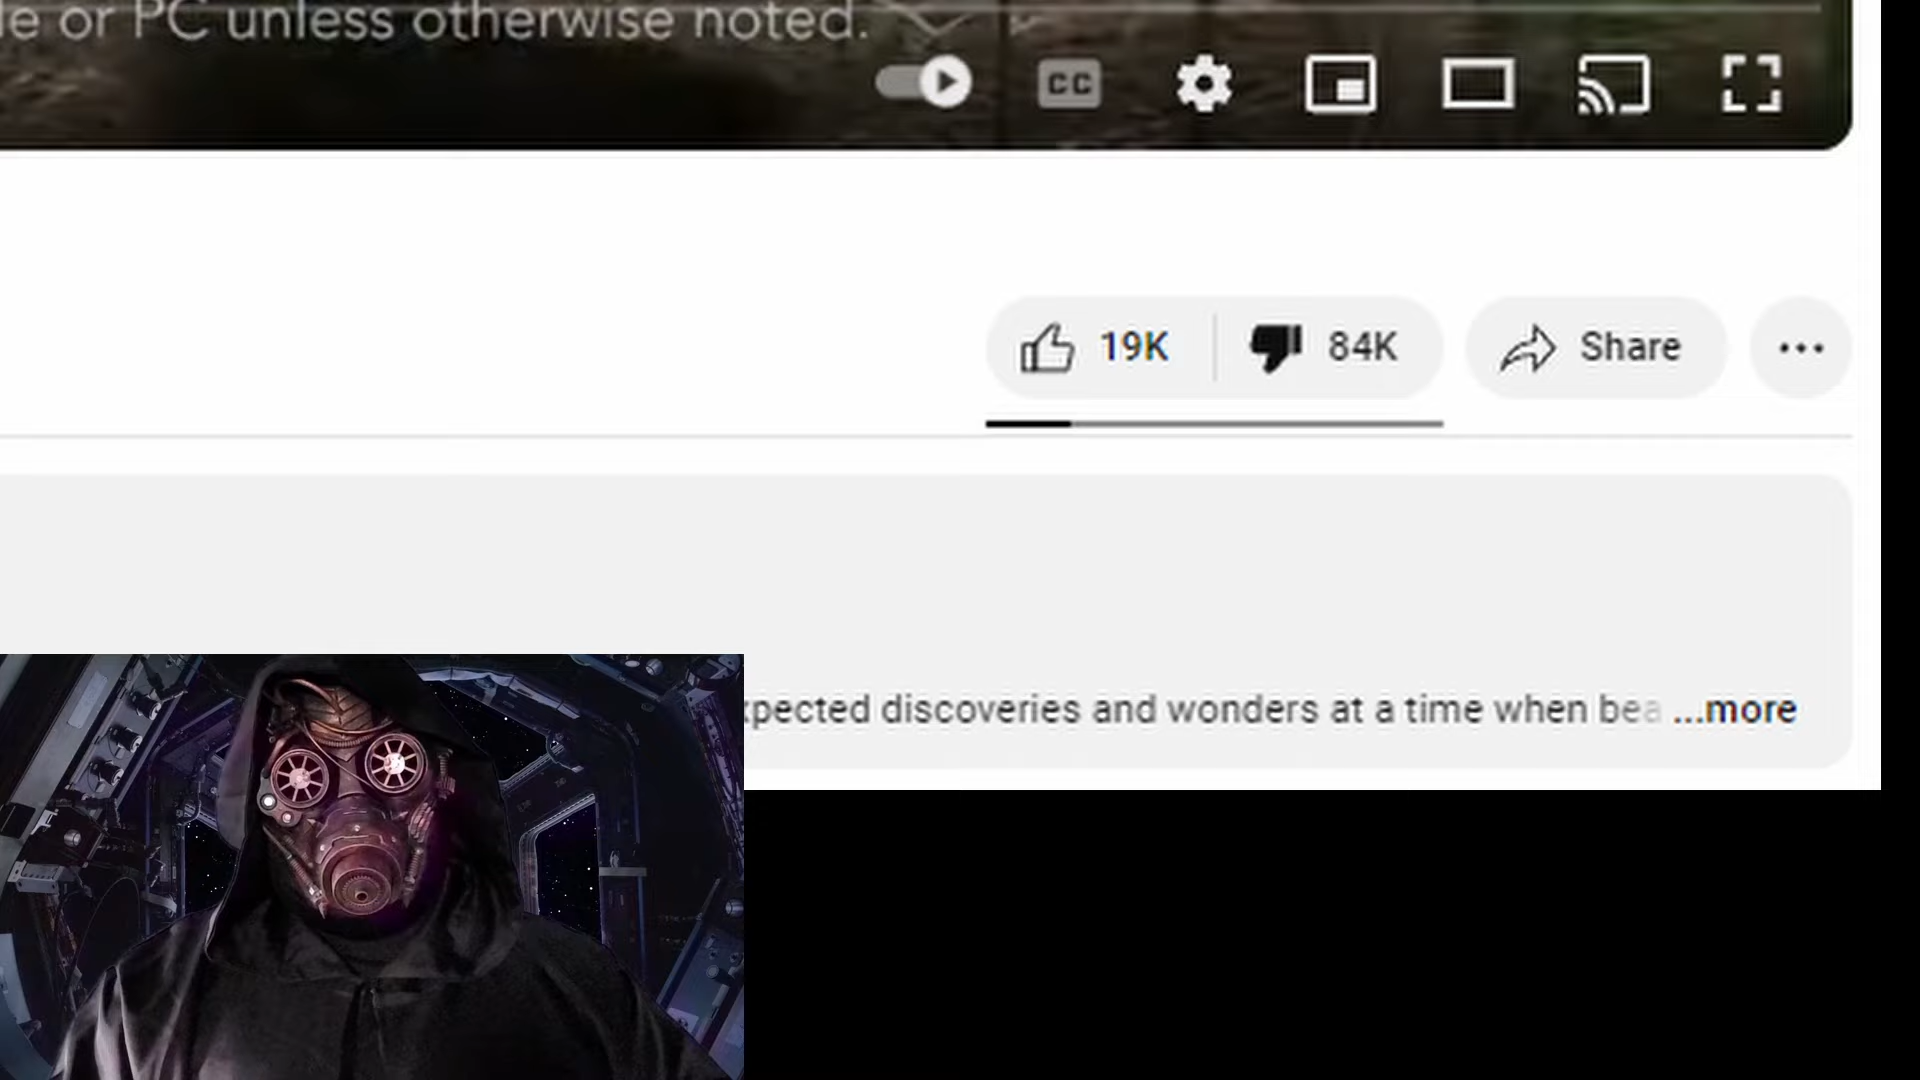 le or PC unless otherwise noted.
CC
19K 84K Share
xpected discoveries and wonders at a time when bea ...more